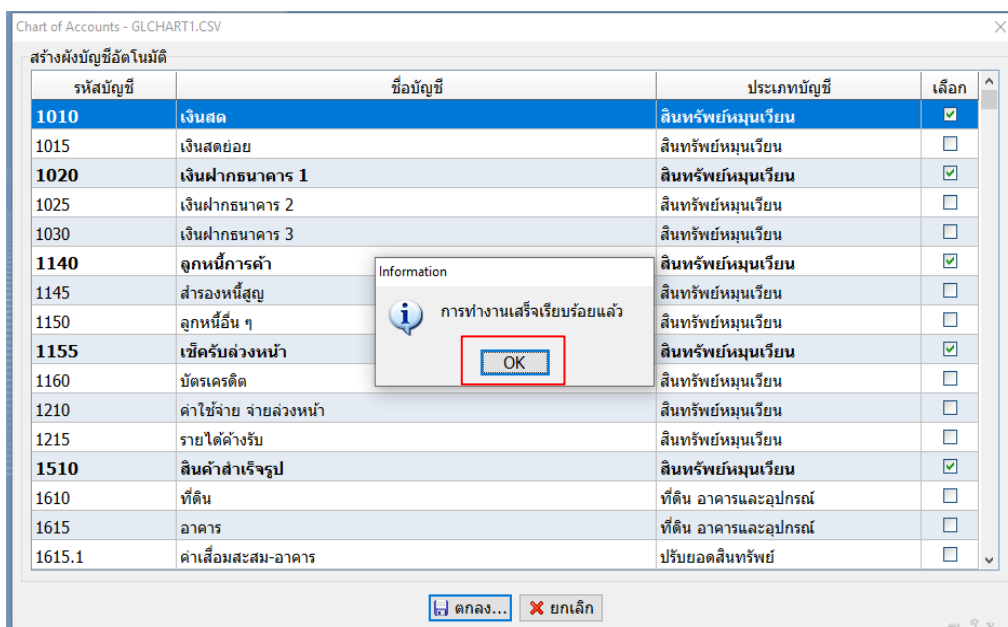 Chart of Accounts - GLCHART1.CSV
สร้างผังบัญชีอัตโนมัติ
รหัสบัญชี ชื่อบัญชี ประเภทบัญชี เลือก
1010 เงินสด สินทรัพย์หมุนเวียน
1015 เงินสดย่อย สินทรัพย์หมุนเวียน
1020 เงินฝากธนาคาร 1 สินทรัพย์หมุนเวียน
1025 เงินฝากธนาคาร 2 สินทรัพย์หมุนเวียน
1030 เงินฝากธนาคาร 3 สินทรัพย์หมุนเวียน
1140 ลูกหนี้การค้า สินทรัพย์หมุนเวียน
Information
1145 สำรองหนี้สูญ สินทรัพย์หมุนเวียน
การทำงานเสร็จเรียบร้อยแล้ว
1150 ลูกหนี้อื่น ๆ สินทรัพย์หมุนเวียน
1155 เช็ครับล่วงหน้า สินทรัพย์หมุนเวียน
OK
1160 บัตรเครดิต สินทรัพย์หมุนเวียน
1210 ค่าใช้จ่าย จ่ายล่วงหน้า สินทรัพย์หมุนเวียน
1215 รายได้ค้างรับ สินทรัพย์หมุนเวียน
1510 สินค้าสำเร็จรูป สินทรัพย์หมุนเวียน
1610 ที่ดิน ที่ดิน อาคารและอุปกรณ์
1615 อาคาร ที่ดิน อาคารและอุปกรณ์
1615.1 ค่าเสื่อมสะสม-อาคาร ปรับยอดสินทรัพย์
ตกลง... ยกเลิก